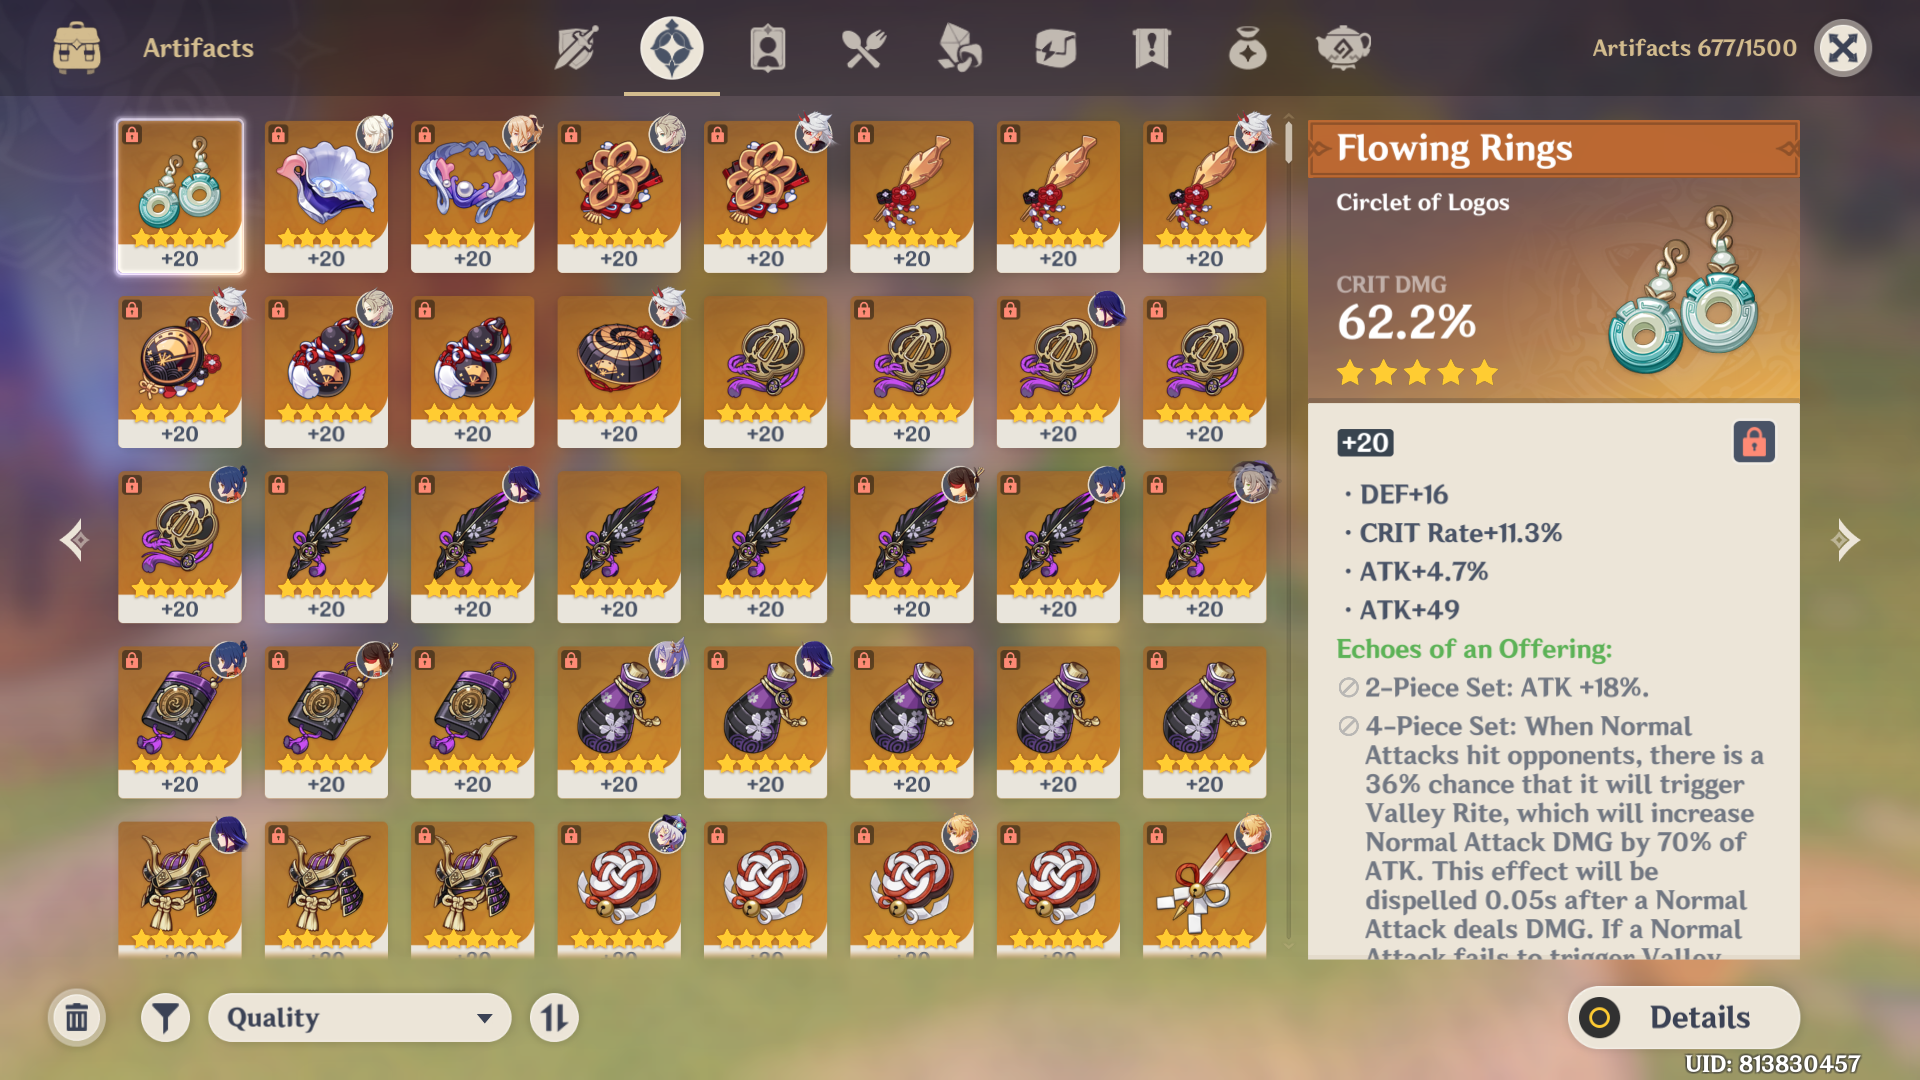 Artifacts
Artifacts 677/1500
+20 +20 +20 +20 +20 +20 +20 +20
+20 +20 +20 +20 +20 +20 +20 +20
+20 +20 +20 +20 +20 +20 +20 +20
+20 +20 +20 +20 +20 +20 +20 +20
Flowing Rings
Circlet of Logos
CRIT DMG
62.2%
+20
· DEF+16
· CRIT Rate+11.3%
· ATK+4.7%
· ATK+49
Echoes of an Offering:
2-Piece Set: ATK +18%.
4-Piece Set: When Normal
Attacks hit opponents, there is a
36% chance that it will trigger
Valley Rite, which will increase
Normal Attack DMG by 70% of
ATK. This effect will be
dispelled 0.05s after a Normal
Attack deals DMG. If a Normal
Attack fails to trigger Valley
Quality
Details
UID: 813830457